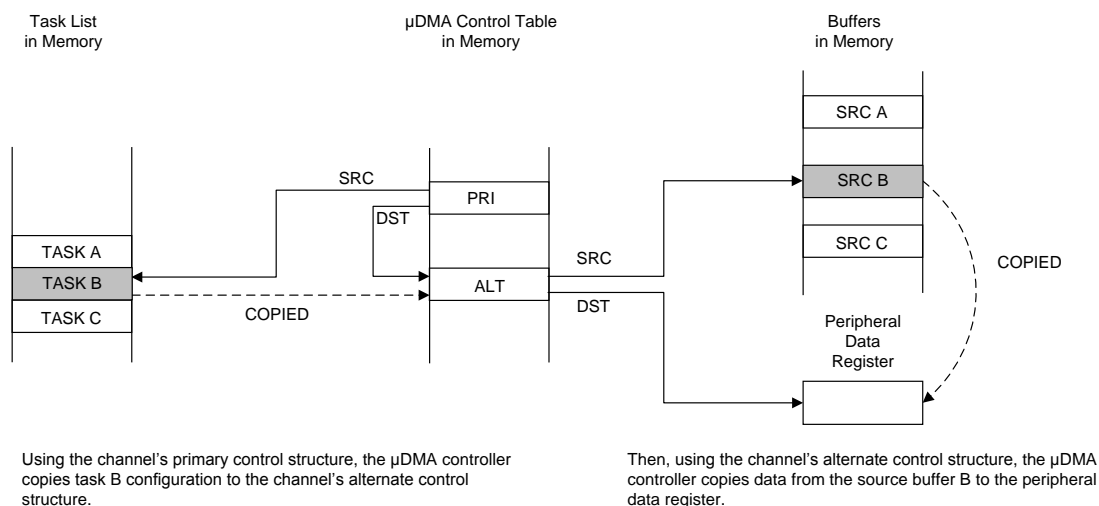 Task List
in Memory
µDMA Control Table
in Memory
Buffers
in Memory
SRC A
SRC B
SRC C
SRC
PRI
DST
TASK A
TASK B
TASK C
COPIED
ALT
SRC
DST
COPIED
Peripheral
Data
Register
Using the channel’s primary control structure, the µDMA controller
copies task B configuration to the channel’s alternate control
structure.
Then, using the channel’s alternate control structure, the µDMA
controller copies data from the source buffer B to the peripheral
data register.